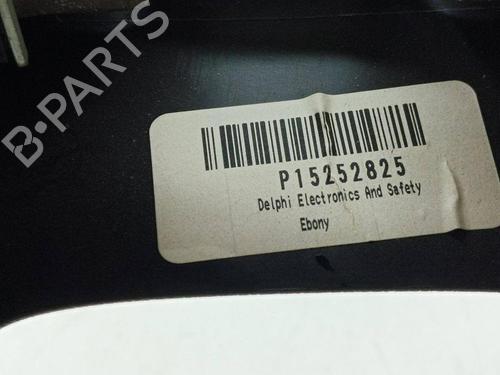 B-PARTS
P15252825
Delphi Electronics And Safety
Ebony